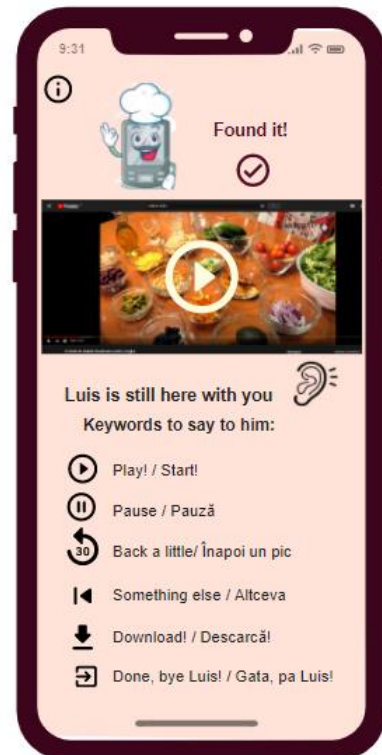 9:31
Found it!
Luis is still here with you
Keywords to say to him:
Play! / Start!
Pause / Pauză
30
Back a little/ Înapoi un pic
Something else / Altceva
Download! / Descarcă!
Done, bye Luis! / Gata, pa Luis!